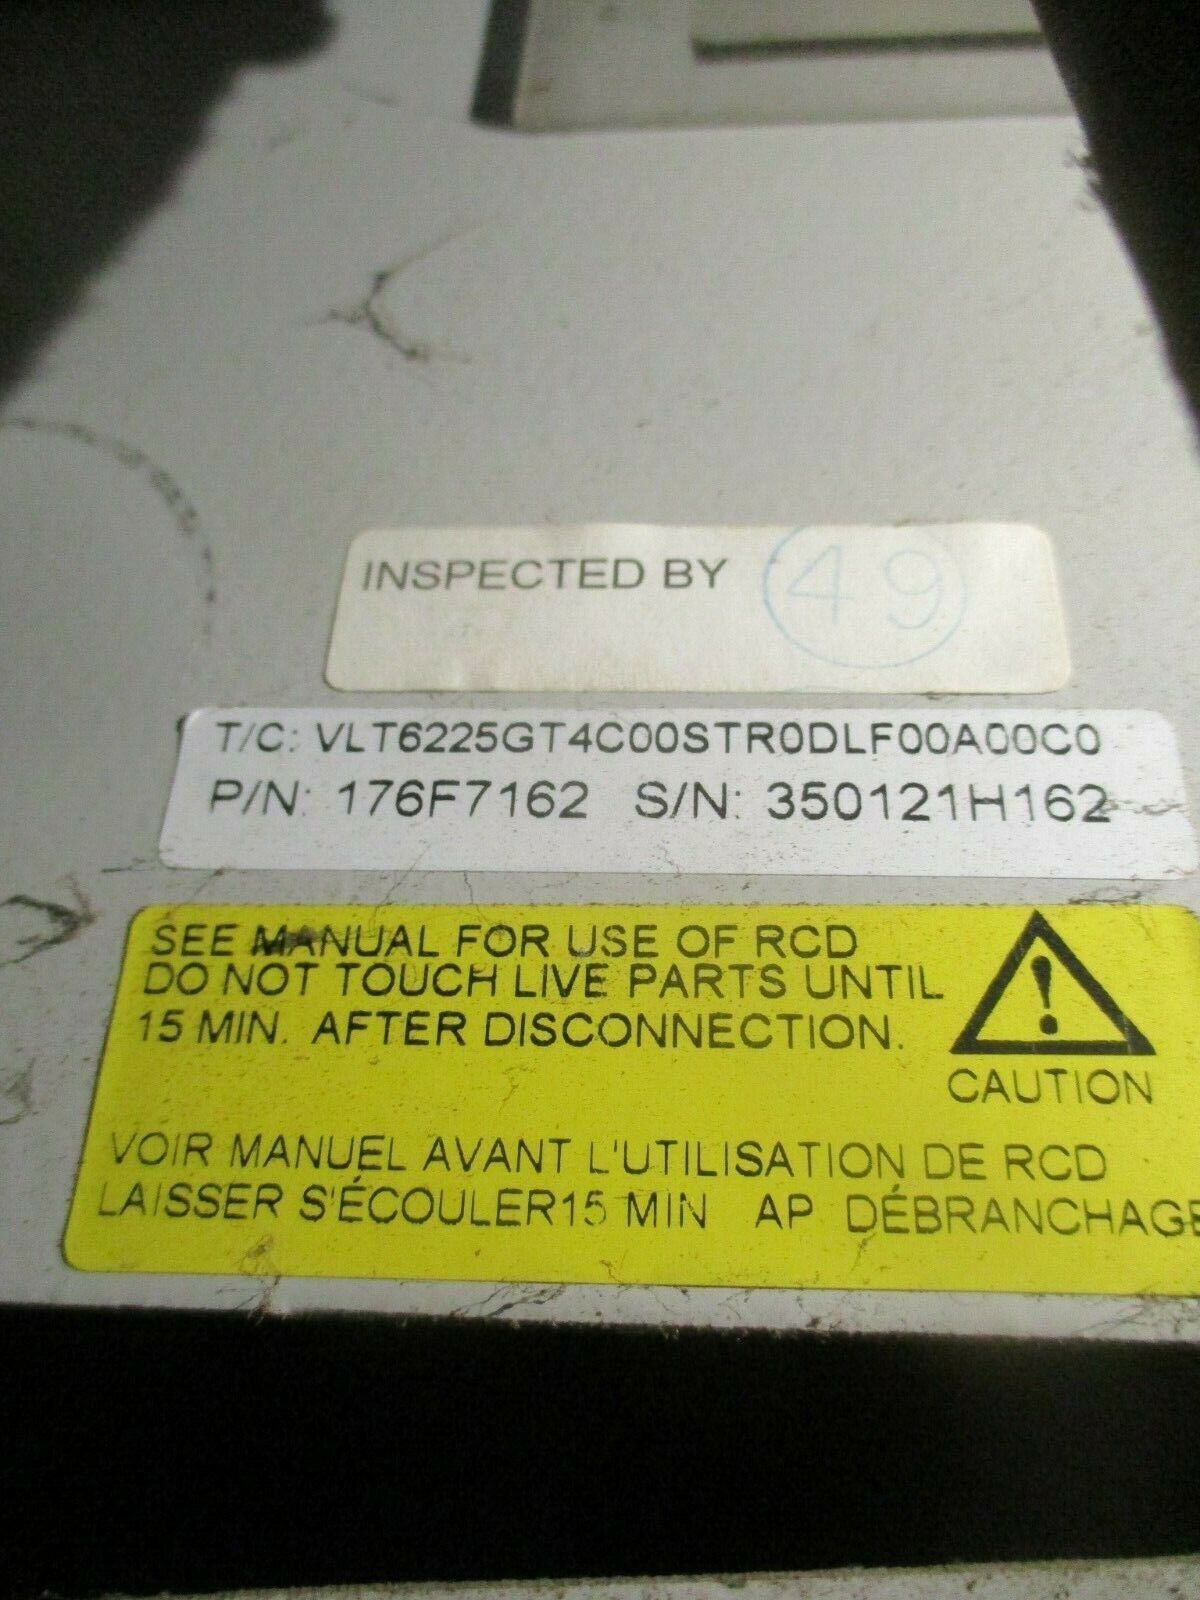 INSPECTED BY 49
T/C: VLT6225GT4C00STR0DLF00A00C0
P/N: 176F7162 S/N: 350121H162
SEE MANUAL FOR USE OF RCD
DO NOT TOUCH LIVE PARTS UNTIL
15 MIN. AFTER DISCONNECTION.
CAUTION
VOIR MANUEL AVANT L'UTILISATION DE RCD
LAISSER S'ÉCOULER15 MIN AP DÉBRANCHAGE